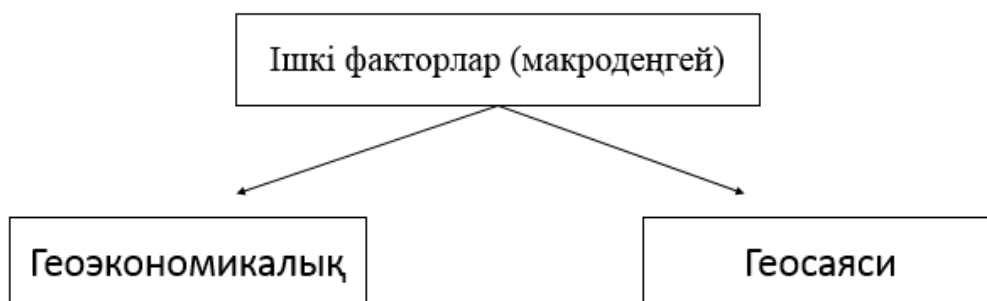 Ішкі факторлар (макродеңгей)
Геоэкономикалық
Геосаяси